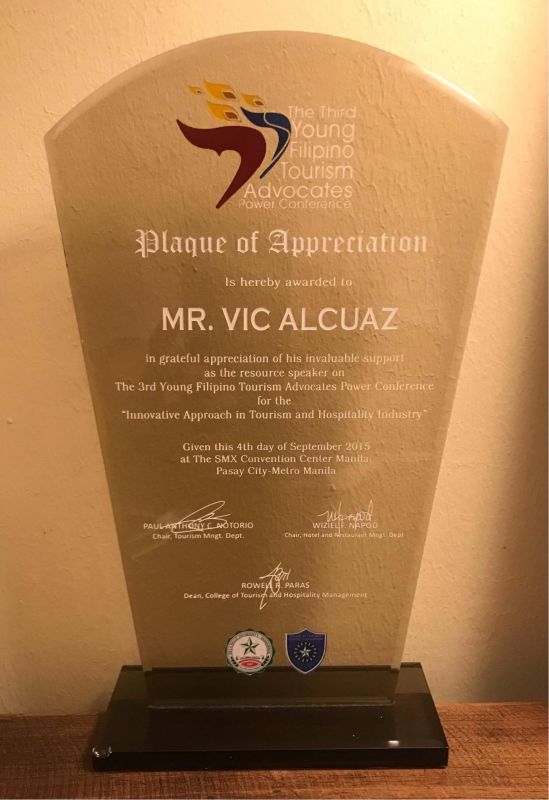 The Third
Young
Filipino
Tourism
Advocates
Power Conference
Plaque of Appreciation
Is hereby awarded to
MR. VIC ALCUAZ
in grateful appreciation of his invaluable support
as the resource speaker on
The 3rd Young Filipino Tourism Advocates Power Conference
for the
"Innovative Approach in Tourism and Hospitality Industry"
Given this 4th day of September 2015
at The SMX Convention Center Manila
Pasay City-Metro Manila
PAUL ANTHONY C. NOTORIO
Chair, Tourism Mngt. Dept.
WIZIEL F. NAPOD
Chair, Hotel and Restaurant Mngt. Dept
ROWELL R. PARAS
Dean, College of Tourism and Hospitality Management